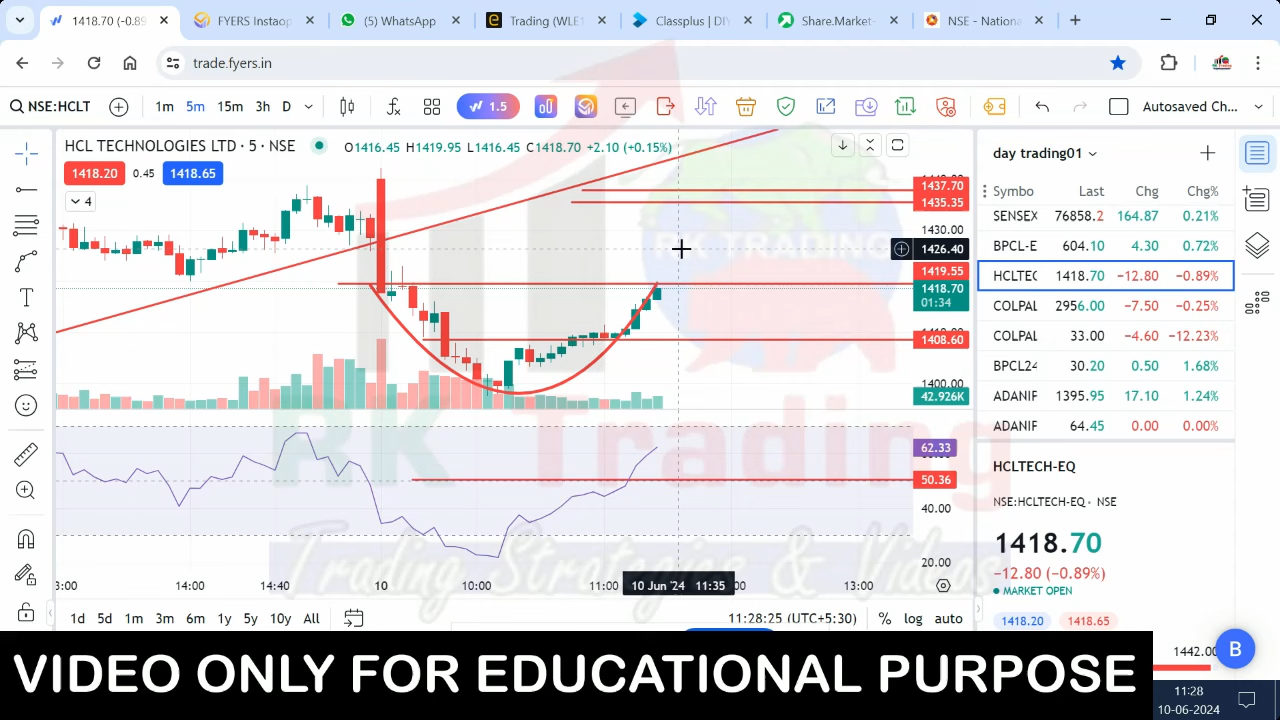 1418.70 (-0.89
FYERS Instaop
(5) WhatsApp
Trading (WLE1
Classplus | DIY
Share.Market-
NSE - Nationa
trade.fyers.in
NSE:HCLT 1m 5m 15m 3h D 1.5 Autosaved Ch...
HCL TECHNOLOGIES LTD · 5 · NSE O1416.45 H1419.95 L1416.45 C1418.70 +2.10 (+0.15%)
1418.20 0.45 1418.65
4
1437.70
1435.35
1430.00
1426.40
1419.55
1418.70
01:34
1408.60
1400.00
42.926K
62.33
50.36
40.00
20.00
RK Trading
Trading Strategies &
14:00 14:40 10 10:00 11:00 10 Jun '24 11:35 13:00
1d 5d 1m 3m 6m 1y 5y 10y All 11:28:25 (UTC+5:30) % log auto
day trading01
Symbo Last Chg Chg%
SENSEX 76858.2 164.87 0.21%
BPCL-E 604.10 4.30 0.72%
HCLTEC 1418.70 −12.80 −0.89%
COLPAL 2956.00 −7.50 −0.25%
COLPAL 33.00 −4.60 −12.23%
BPCL24 30.20 0.50 1.68%
ADANIP 1395.95 17.10 1.24%
ADANIP 64.45 0.00 0.00%
HCLTECH-EQ
NSE:HCLTECH-EQ · NSE
1418.70
−12.80 (−0.89%)
MARKET OPEN
1418.20 1418.65
1442.00
B
VIDEO ONLY FOR EDUCATIONAL PURPOSE
11:28
10-06-2024